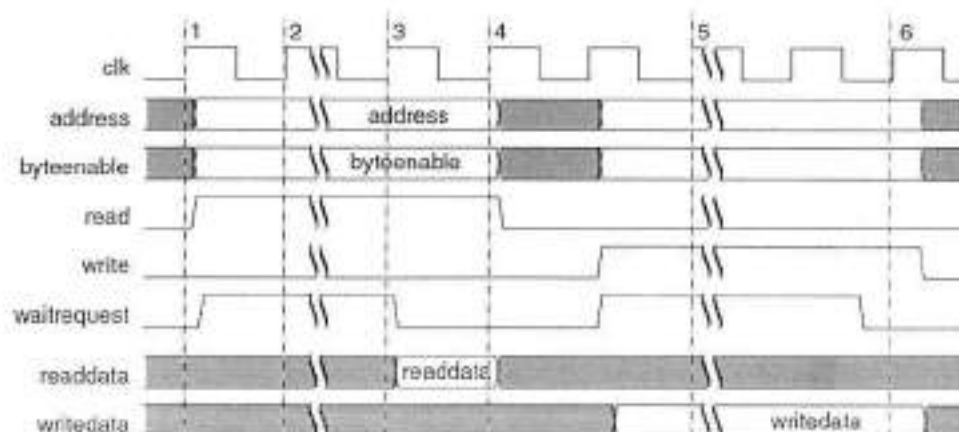 1 2 3 4 5 6
clk
address address
byteenable byteenable
read
write
waitrequest
readdata readdata
writedata writedata